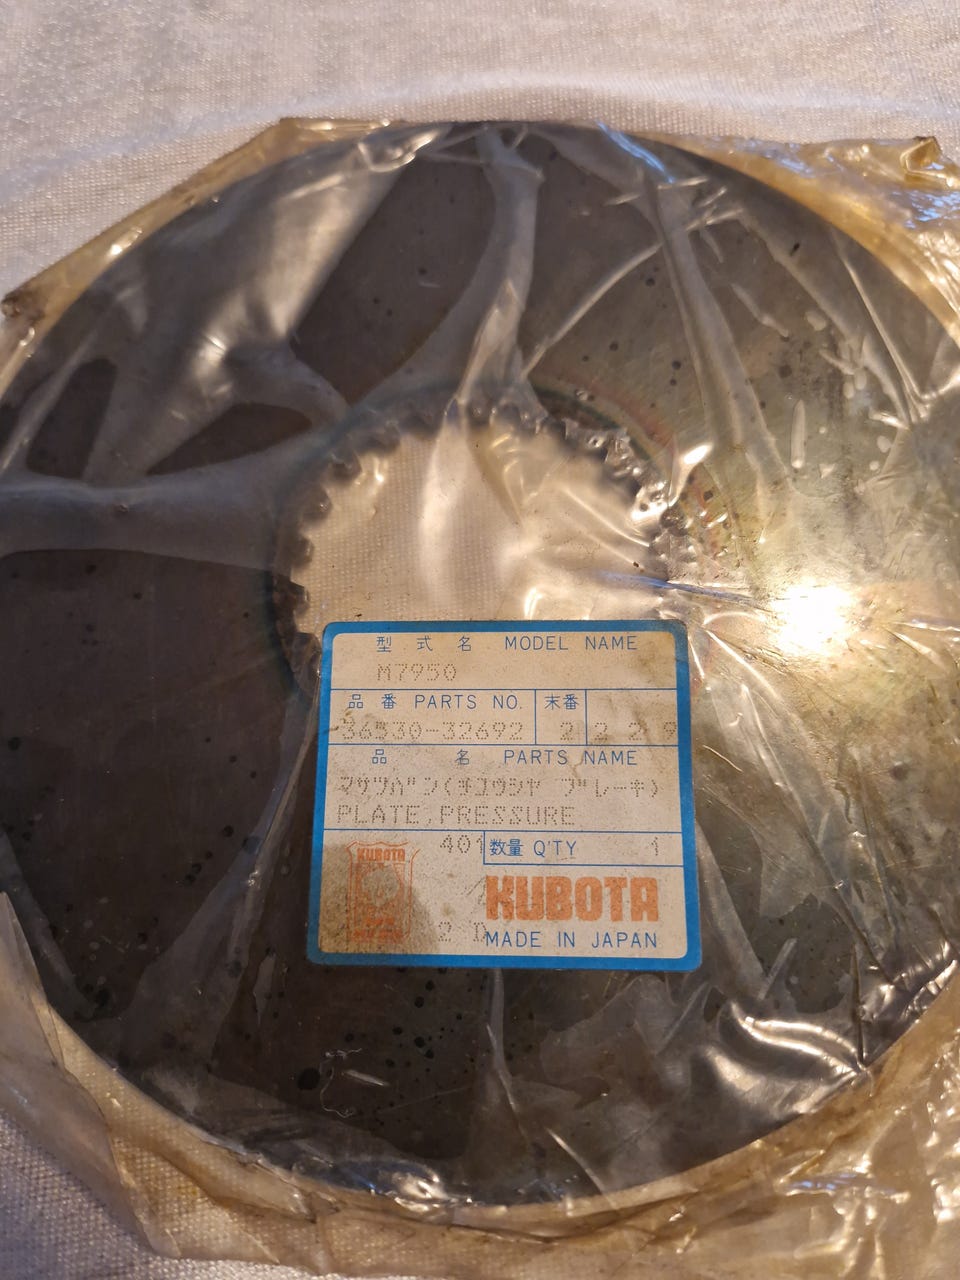 型式名 MODEL NAME
M7950
品番 PARTS NO. 末番
36530-32692 2 2 2 9
品名 PARTS NAME
マサツバン(チユウシヤ ブレーキ)
PLATE,PRESSURE
401 数量 Q'TY 1
KUBOTA
KUBOTA
2 D
MADE IN JAPAN